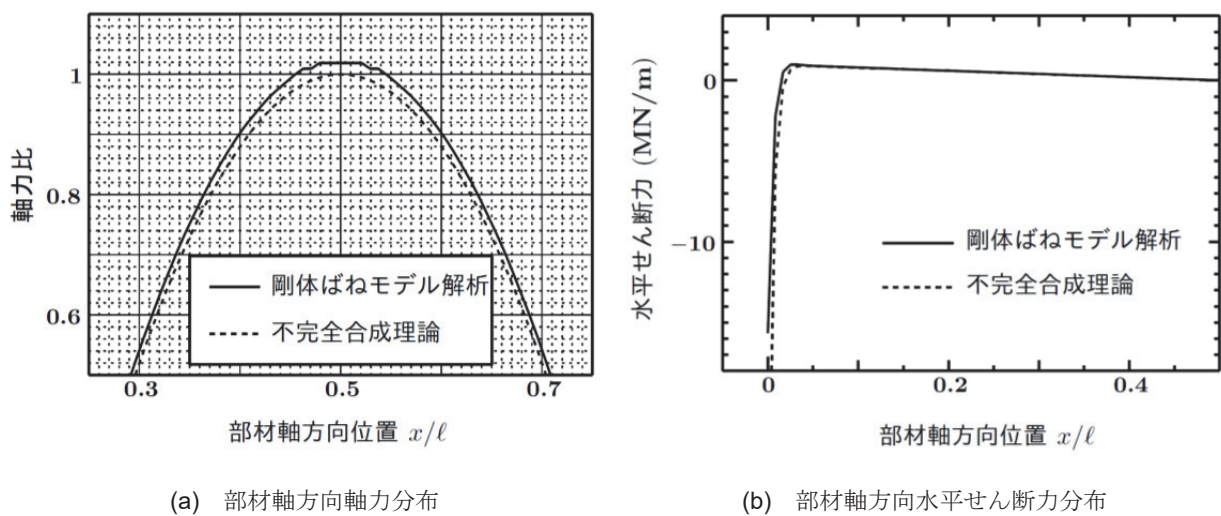 軸力比
1
0.8
0.6
0.3
0.5
0.7
剛体ばねモデル解析
不完全合成理論
部材軸方向位置 x/ℓ
(a) 部材軸方向軸力分布
水平せん断力 (MN/m)
0
−10
0
0.2
0.4
剛体ばねモデル解析
不完全合成理論
部材軸方向位置 x/ℓ
(b) 部材軸方向水平せん断力分布